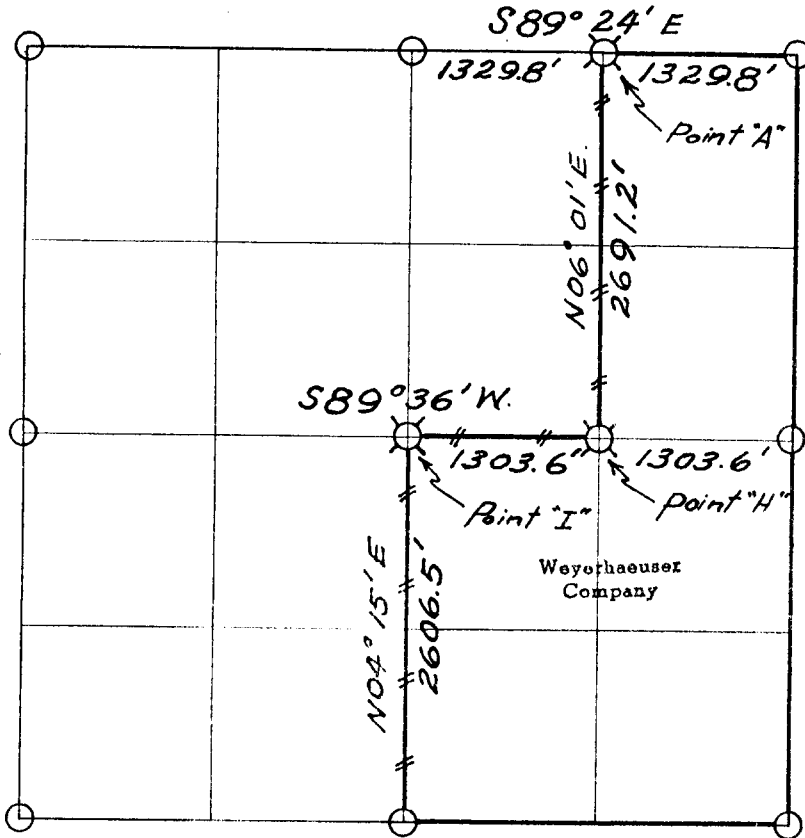 S89° 24' E
1329.8'
1329.8'
Point "A"
N06° 01' E.
2691.2'
S89° 36' W.
1303.6'
1303.6'
Point "I"
Point "H"
Weyerhaeuser
Company
N04° 15' E
2606.5'